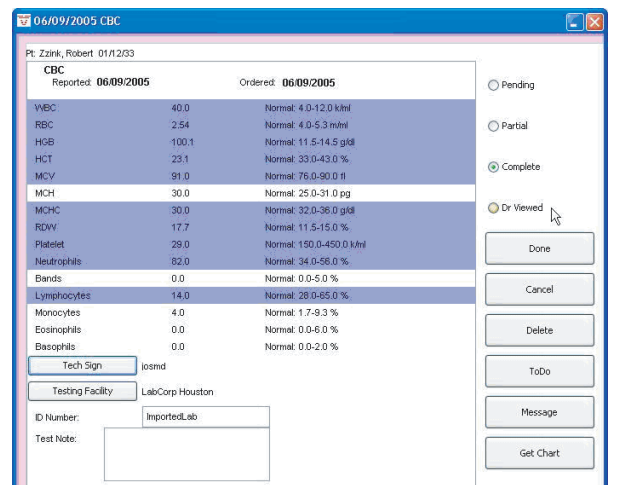 06/09/2005 CBC
Pt: Zzink, Robert 01/12/33
CBC
Reported: 06/09/2005 Ordered: 06/09/2005
WBC 40.0 Normal: 4.0-12.0 k/ml
RBC 2.54 Normal: 4.0-5.3 m/ml
HGB 100.1 Normal: 11.5-14.5 g/dl
HCT 23.1 Normal: 33.0-43.0 %
MCV 91.0 Normal: 76.0-90.0 fl
MCH 30.0 Normal: 25.0-31.0 pg
MCHC 30.0 Normal: 32.0-36.0 g/dl
RDW 17.7 Normal: 11.5-15.0 %
Platelet 29.0 Normal: 150.0-450.0 k/ml
Neutrophils 82.0 Normal: 34.0-56.0 %
Bands 0.0 Normal: 0.0-5.0 %
Lymphocytes 14.0 Normal: 28.0-65.0 %
Monocytes 4.0 Normal: 1.7-9.3 %
Eosinophils 0.0 Normal: 0.0-6.0 %
Basophils 0.0 Normal: 0.0-2.0 %
Tech Sign iosmd
Testing Facility LabCorp Houston
ID Number: ImportedLab
Test Note:
Pending
Partial
Complete
Dr Viewed
Done
Cancel
Delete
ToDo
Message
Get Chart